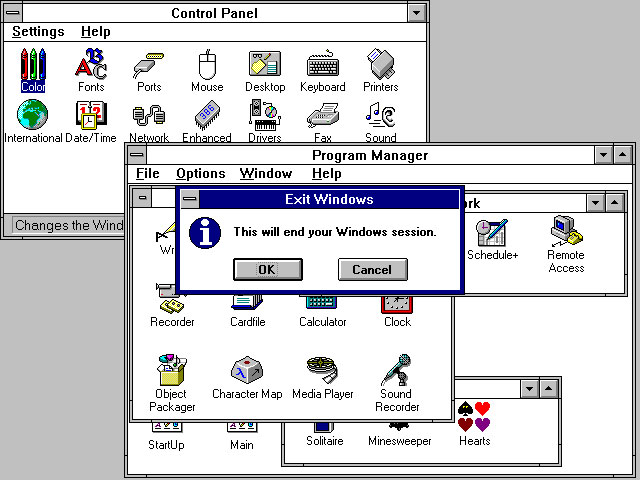 Control Panel
Settings Help
Color Fonts Ports Mouse Desktop Keyboard Printers
International Date/Time Network Enhanced Drivers Fax Sound
Changes the Wind
Program Manager
File Options Window Help
Exit Windows
This will end your Windows session.
OK Cancel
Schedule+ Remote
Access
Recorder Cardfile Calculator Clock
Object
Packager Character Map Media Player Sound
Recorder
StartUp Main Solitaire Minesweeper Hearts